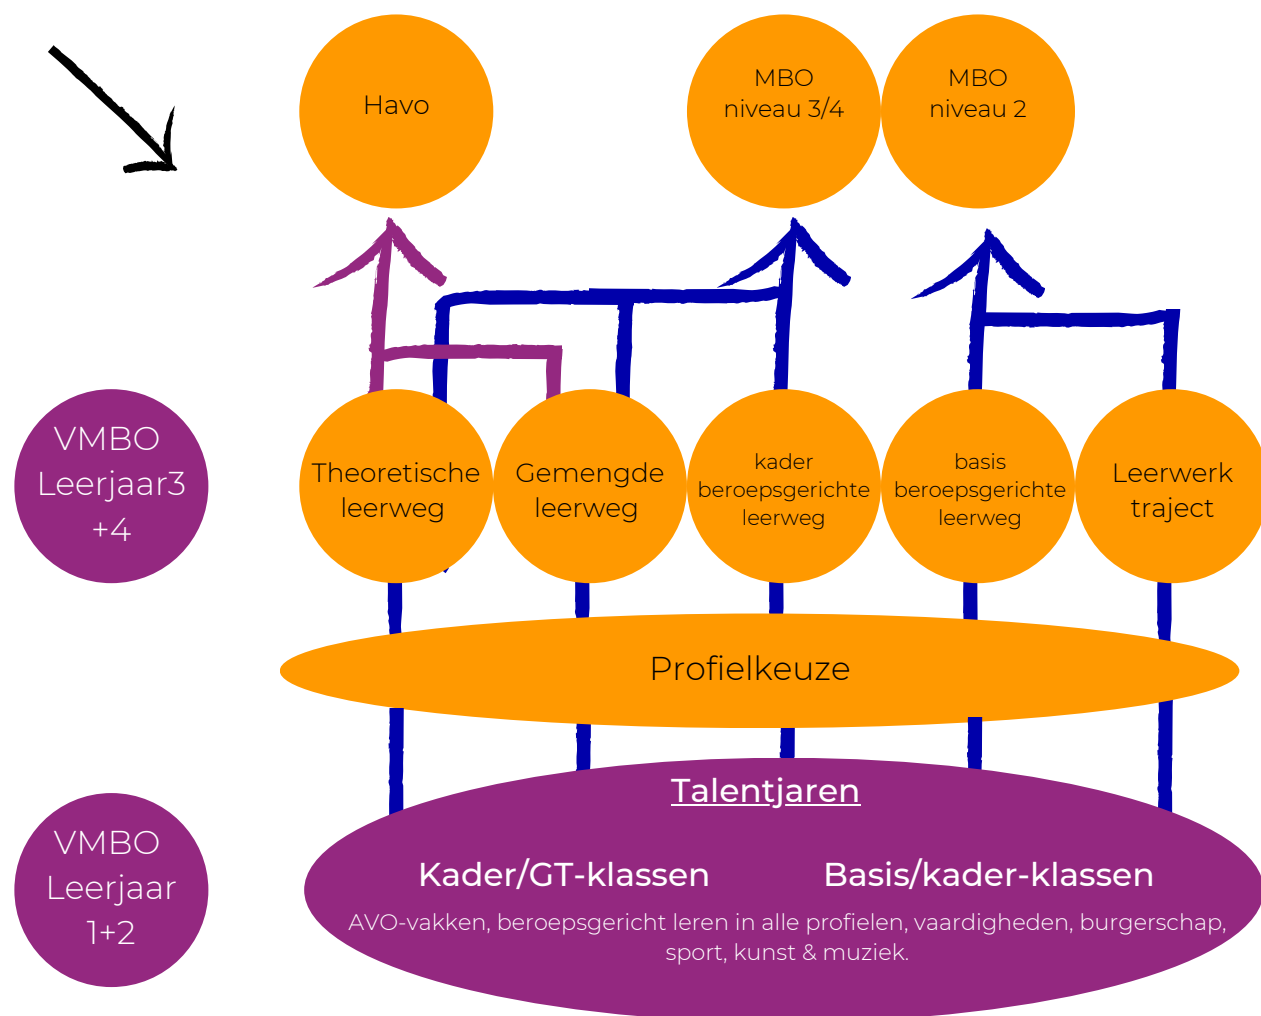 Havo
MBO
niveau 3/4
MBO
niveau 2
VMBO
Leerjaar3
+4
Theoretische
leerweg
Gemengde
leerweg
kader
beroepsgerichte
leerweg
basis
beroepsgerichte
leerweg
Leerwerk
traject
Profielkeuze
VMBO
Leerjaar
1+2
Talentjaren
Kader/GT-klassen
Basis/kader-klassen
AVO-vakken, beroepsgericht leren in alle profielen, vaardigheden, burgerschap,
sport, kunst & muziek.